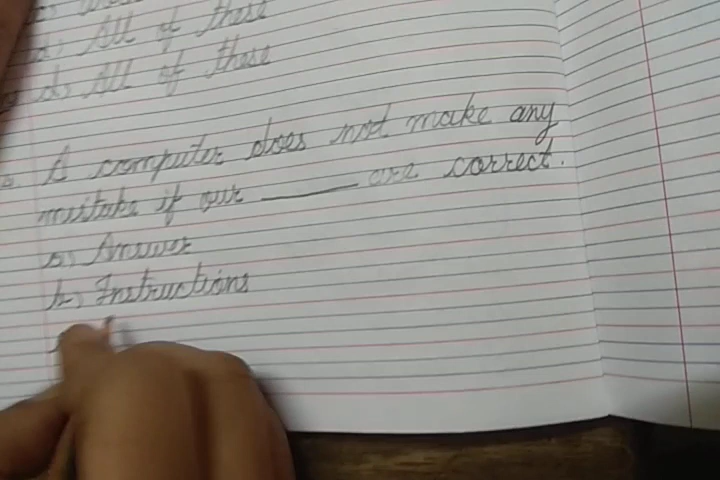 All of these
d, All of these
A computer does not make any
mistake if our ______ are correct.
a, Answer
b, Instructions